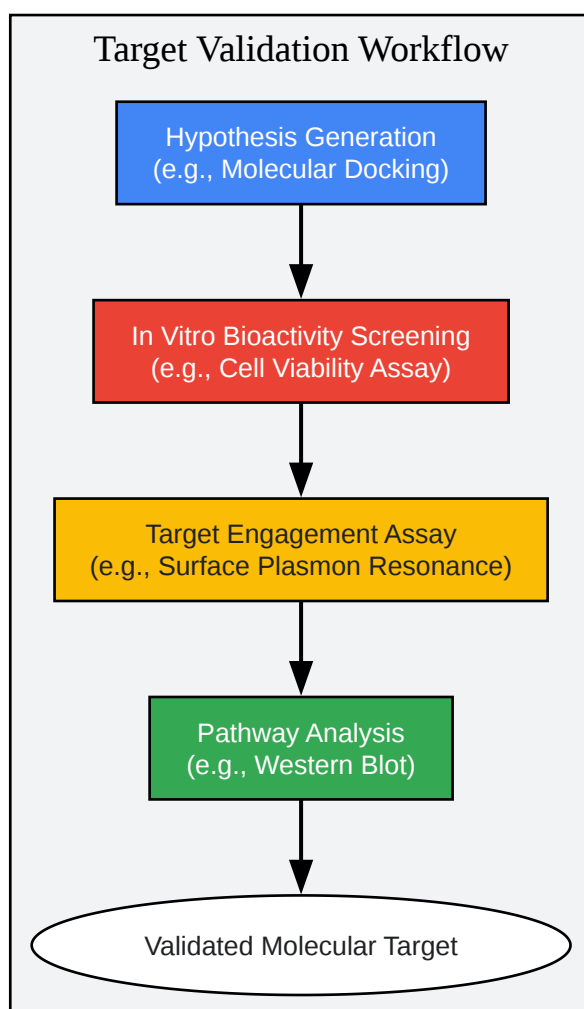 Target Validation Workflow
Hypothesis Generation
(e.g., Molecular Docking)
In Vitro Bioactivity Screening
(e.g., Cell Viability Assay)
Target Engagement Assay
(e.g., Surface Plasmon Resonance)
Pathway Analysis
(e.g., Western Blot)
Validated Molecular Target